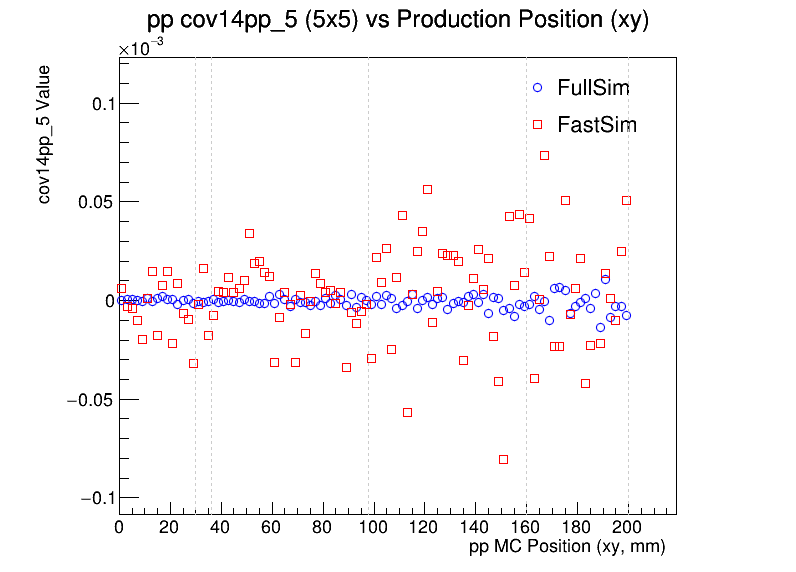 pp cov14pp_5 (5x5) vs Production Position (xy)
×10⁻³
cov14pp_5 Value
0.1
0.05
0
−0.05
−0.1
FullSim
FastSim
0 20 40 60 80 100 120 140 160 180 200
pp MC Position (xy, mm)